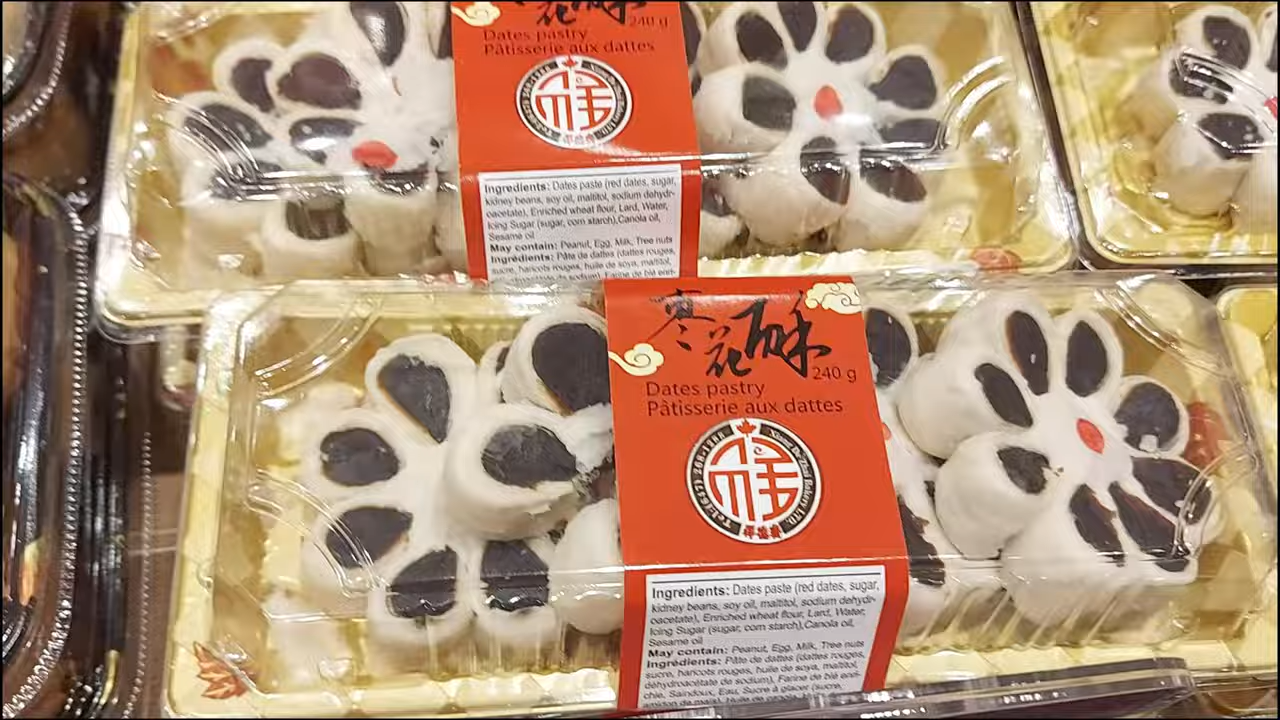 枣花酥
240 g
Dates pastry
Pâtisserie aux dattes
Ingredients: Dates paste (red dates, sugar,
kidney beans, soy oil, maltitol, sodium dehydr-
oacetate), Enriched wheat flour, Lard, Water,
Icing Sugar (sugar, corn starch),Canola oil,
Sesame oil
May contain: Peanut, Egg, Milk, Tree nuts
Ingrédients: Pâte de dattes (dattes rouges,
sucre, haricots rouges, huile de soya, maltitol,
枣花酥
240 g
Dates pastry
Pâtisserie aux dattes
Ingredients: Dates paste (red dates, sugar,
kidney beans, soy oil, maltitol, sodium dehydr-
oacetate), Enriched wheat flour, Lard, Water,
Icing Sugar (sugar, corn starch),Canola oil,
Sesame oil
May contain: Peanut, Egg, Milk, Tree nuts
Ingrédients: Pâte de dattes (dattes rouges,
sucre, haricots rouges, huile de soya, maltitol,
déhydroacétate de sodium), Farine de blé enri-
chie, Saindoux, Eau, Sucre à glacer (sucre,